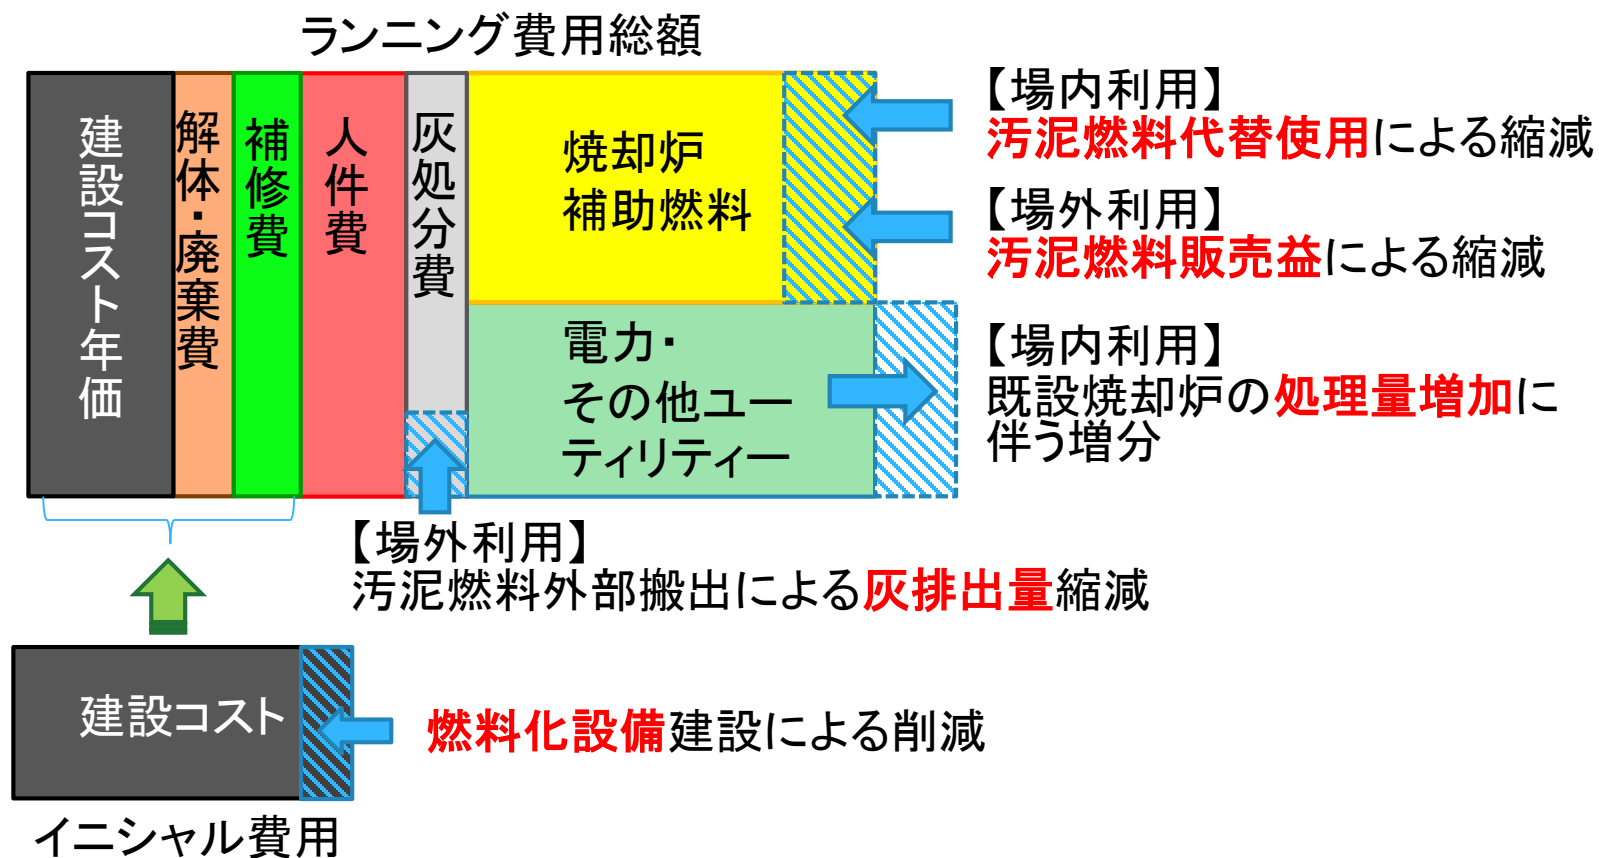 ランニング費用総額
建設コスト年価
解体・廃棄費
補修費
人件費
灰処分費
焼却炉
補助燃料
電力・
その他ユー
ティリティー
【場内利用】
汚泥燃料代替使用による縮減
【場外利用】
汚泥燃料販売益による縮減
【場内利用】
既設焼却炉の処理量増加に
伴う増分
【場外利用】
汚泥燃料外部搬出による灰排出量縮減
建設コスト
燃料化設備建設による削減
イニシャル費用